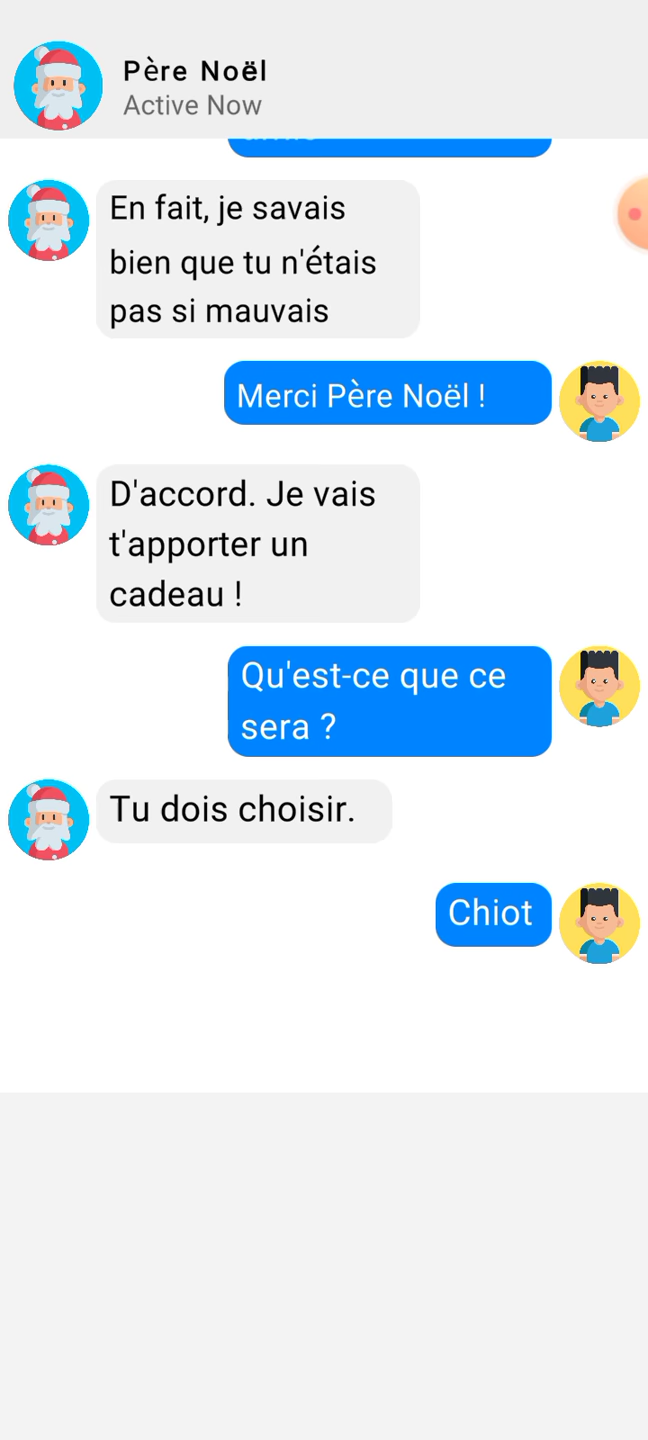 Père Noël
Active Now
En fait, je savais
bien que tu n'étais
pas si mauvais
Merci Père Noël !
D'accord. Je vais
t'apporter un
cadeau !
Qu'est-ce que ce
sera ?
Tu dois choisir.
Chiot